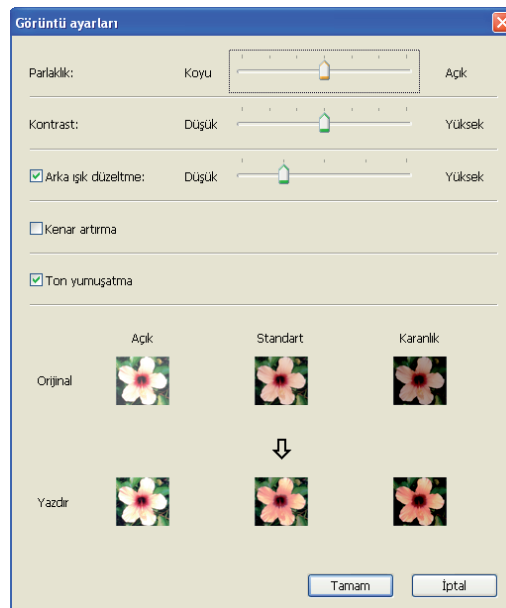 Görüntü ayarları
Parlaklık: Koyu Açık
Kontrast: Düşük Yüksek
Arka ışık düzeltme: Düşük Yüksek
Kenar artırma
Ton yumuşatma
Açık Standart Karanlık
Orijinal
Yazdır
Tamam İptal